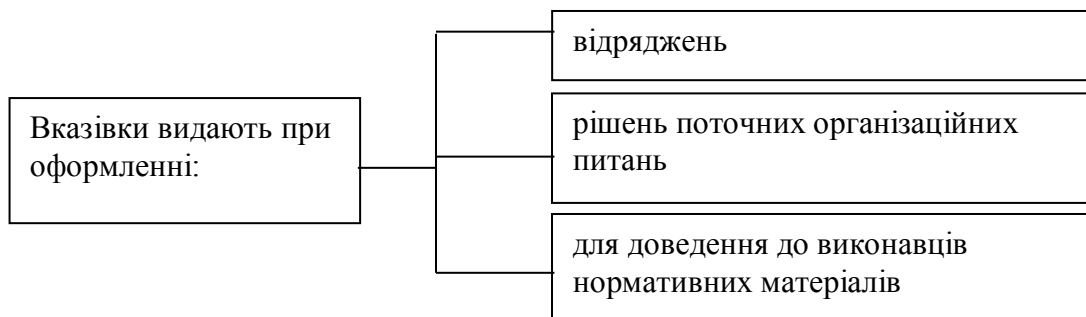 Вказівки видають при
оформленні:
відряджень
рішень поточних організаційних
питань
для доведення до виконавців
нормативних матеріалів